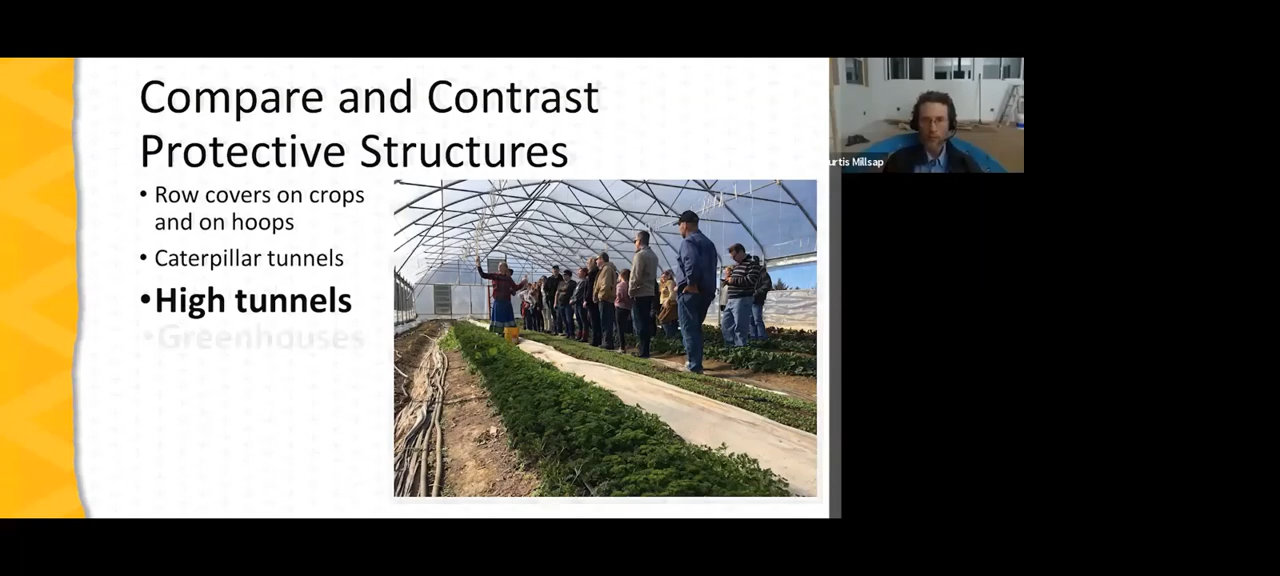 Compare and Contrast
Protective Structures
• Row covers on crops
and on hoops
• Caterpillar tunnels
•High tunnels
•Greenhouses
urtis Millsap